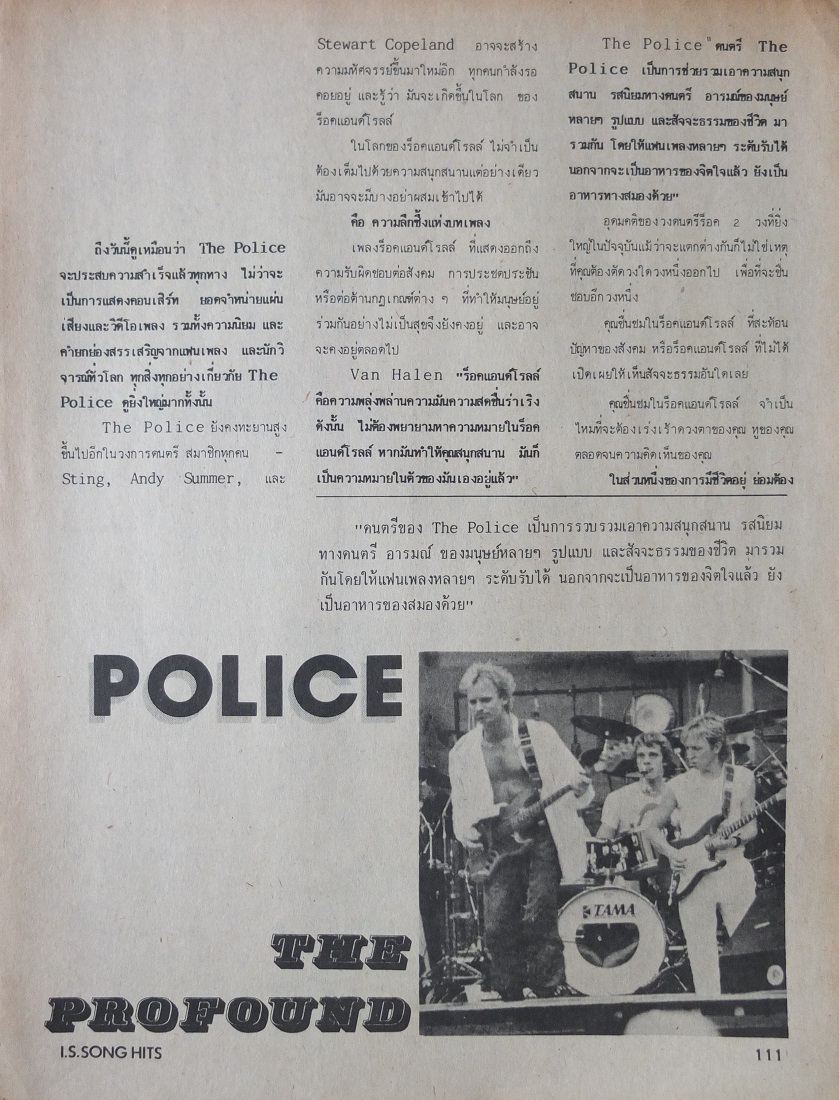 ถึงวันนี้ดูเหมือนว่า The Police
จะประสบความสำเร็จแล้วทุกทาง ไม่ว่าจะ
เป็นการแสดงคอนเสิร์ท ยอดจำหน่ายแผ่น
เสียงและวิดีโอเพลง รวมทั้งความนิยม และ
คำยกย่องสรรเสริญจากแฟนเพลง และนักวิ
จารณ์ทั่วโลก ทุกสิ่งทุกอย่างเกี่ยวกับ The
Police ดูยิ่งใหญ่มากทั้งนั้น
The Police ยังคงทะยานสูง
ขึ้นไปอีกในวงการดนตรี สมาชิกทุกคน –
Sting, Andy Summer, และ
Stewart Copeland อาจจะสร้าง
ความมหัศจรรย์ขึ้นมาใหม่อีก ทุกคนกำลังรอ
คอยอยู่ และรู้ว่า มันจะเกิดขึ้นในโลก ของ
ร็อคแอนด์โรลล์
ในโลกของร็อคแอนด์โรลล์ ไม่จำเป็น
ต้องเต็มไปด้วยความสนุกสนานแต่อย่างเดียว
มันอาจจะมีบางอย่าผสมเข้าไปได้
คือ ความลึกซึ้งแห่งบทเพลง
เพลงร็อคแอนด์โรลล์ ที่แสดงออกถึง
ความรับผิดชอบต่อสังคม การประชดประชัน
หรือต่อต้านกฎเกณฑ์ต่าง ๆ ที่ทำให้มนุษย์อยู่
ร่วมกันอย่างไม่เป็นสุขจึงยังคงอยู่ และอาจ
จะคงอยู่ตลอดไป
Van Halen "ร็อคแอนด์โรลล์
คือความพลุ่งพล่านความมันความสดชื่นร่าเริง
ดังนั้น ไม่ต้องพยายามหาความหมายในร็อค
แอนด์โรลล์ หากมันทำให้คุณสนุกสนาน มันก็
เป็นความหมายในตัวของมันเองอยู่แล้ว"
The Police "ดนตรี The
Police เป็นการช่วยรวมเอาความสนุก
สนาน รสนิยมทางดนตรี อารมณ์ของมนุษย์
หลายๆ รูปแบบ และสัจจะธรรมของชีวิต มา
รวมกัน โดยให้แฟนเพลงหลายๆ ระดับรับได้
นอกจากจะเป็นอาหารของจิตใจแล้ว ยังเป็น
อาหารทางสมองด้วย"
อุดมคติของวงดนตรีร็อค 2 วงที่ยิ่ง
ใหญ่ในปัจจุบันแม้ว่าจะแตกต่างกันก็ไม่ใช่เหตุ
ที่คุณต้องตัดวงใดวงหนึ่งออกไป เพื่อที่จะชื่น
ชอบอีกวงหนึ่ง
คุณชื่นชมในร็อคแอนด์โรลล์ ที่สะท้อน
ปัญหาของสังคม หรือร็อคแอนด์โรลล์ ที่ไม่ได้
เปิดเผยให้เห็นสัจจะธรรมอันใดเลย
คุณชื่นชมในร็อคแอนด์โรลล์ จำเป็น
ไหมที่จะต้องเร่งเร้าดวงตาของคุณ หูของคุณ
ตลอดจนความคิดเห็นของคุณ
ในส่วนหนึ่งของการมีชีวิตอยู่ ย่อมต้อง
"ดนตรีของ The Police เป็นการรวบรวมเอาความสนุกสนาน รสนิยม
ทางดนตรี อารมณ์ ของมนุษย์หลายๆ รูปแบบ และสัจจะธรรมของชีวิต มารวม
กันโดยให้แฟนเพลงหลายๆ ระดับรับได้ นอกจากจะเป็นอาหารของจิตใจแล้ว ยัง
เป็นอาหารของสมองด้วย"
POLICE
TAMA
THE
PROFOUND
I.S.SONG HITS
111